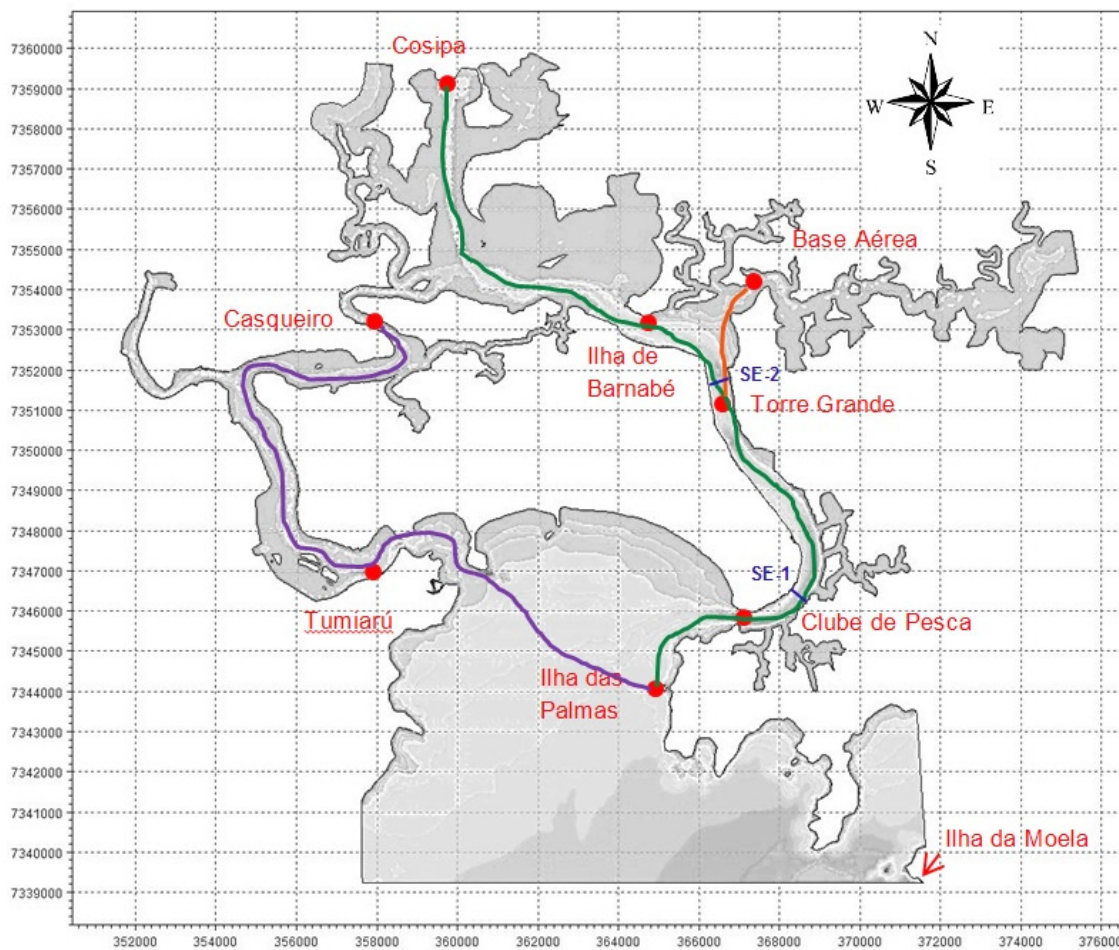 7360000
Cosipa
N
7359000
W
E
7358000
S
7357000
7356000
Base Aérea
7355000
7354000
Casqueiro
7353000
Ilha de
Barnabé
7352000
SE-2
Torre Grande
7351000
7350000
7349000
7348000
7347000
SE-1
Tumiarú
7346000
Clube de Pesca
7345000
Ilha das
Palmas
7344000
7343000
7342000
7341000
Ilha da Moela
7340000
7339000
352000 354000 356000 358000 360000 362000 364000 366000 368000 370000 372000 374000 376000